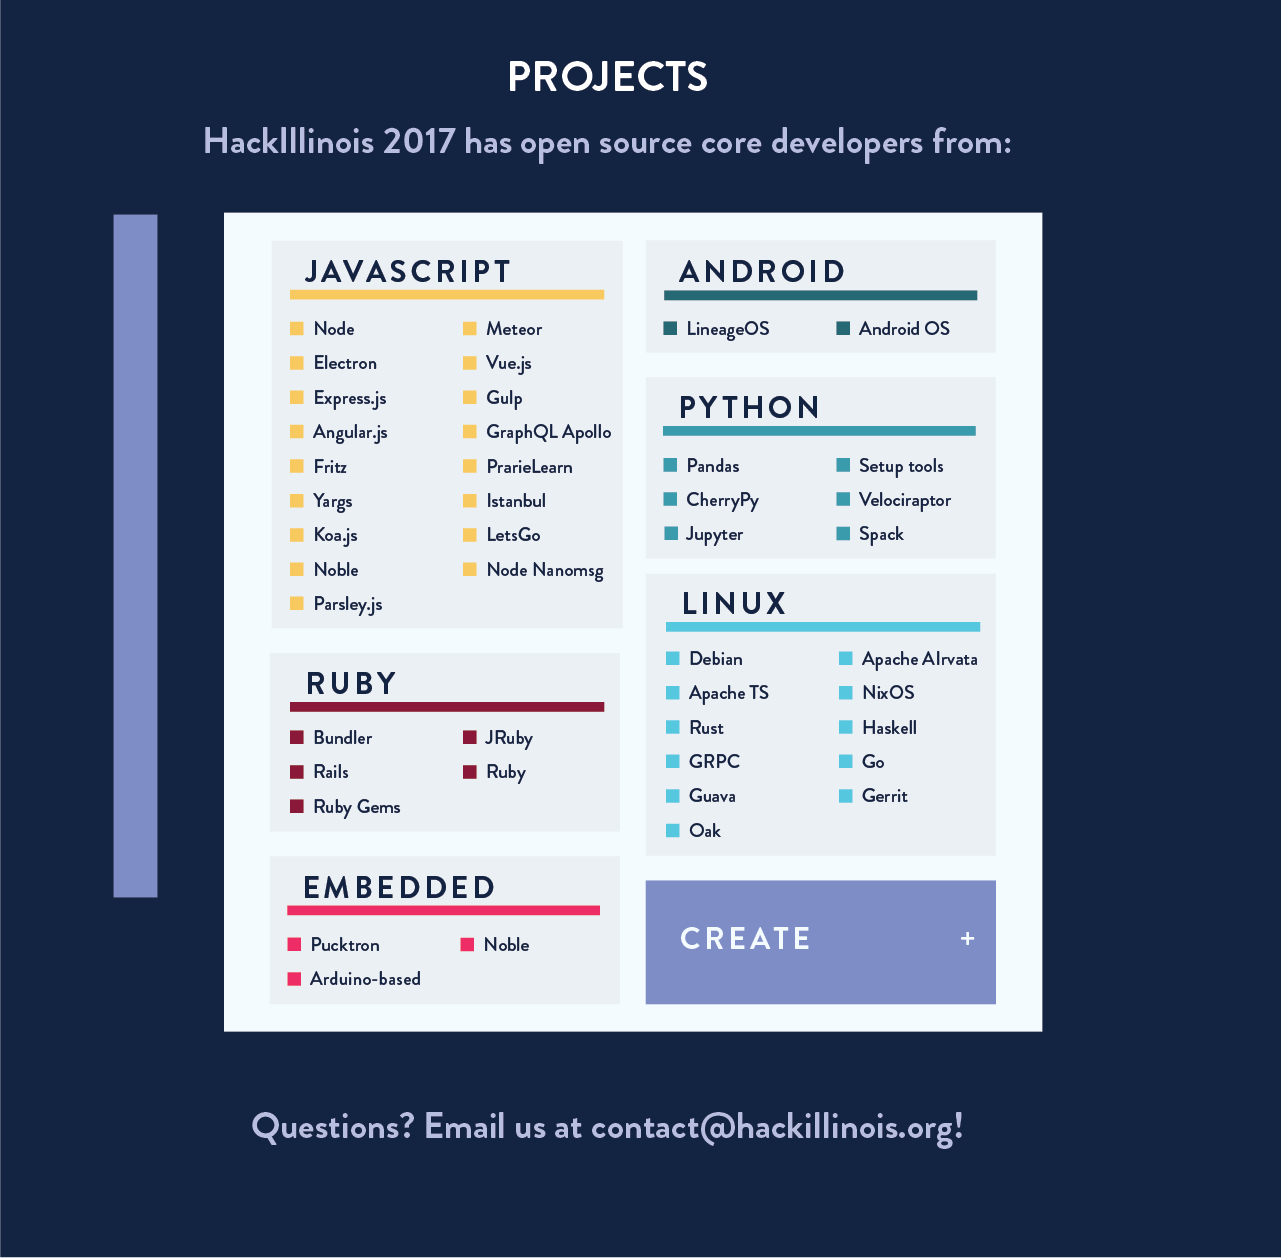 PROJECTS
HackIllinois 2017 has open source core developers from:
JAVASCRIPT
Node
Electron
Express.js
Angular.js
Fritz
Yargs
Koa.js
Noble
Parsley.js
Meteor
Vue.js
Gulp
GraphQL Apollo
PrarieLearn
Istanbul
LetsGo
Node Nanomsg
RUBY
Bundler
Rails
Ruby Gems
JRuby
Ruby
EMBEDDED
Pucktron
Arduino-based
Noble
ANDROID
LineageOS
Android OS
PYTHON
Pandas
CherryPy
Jupyter
Setup tools
Velociraptor
Spack
LINUX
Debian
Apache TS
Rust
GRPC
Guava
Oak
Apache AIrvata
NixOS
Haskell
Go
Gerrit
CREATE +
Questions? Email us at contact@hackillinois.org!